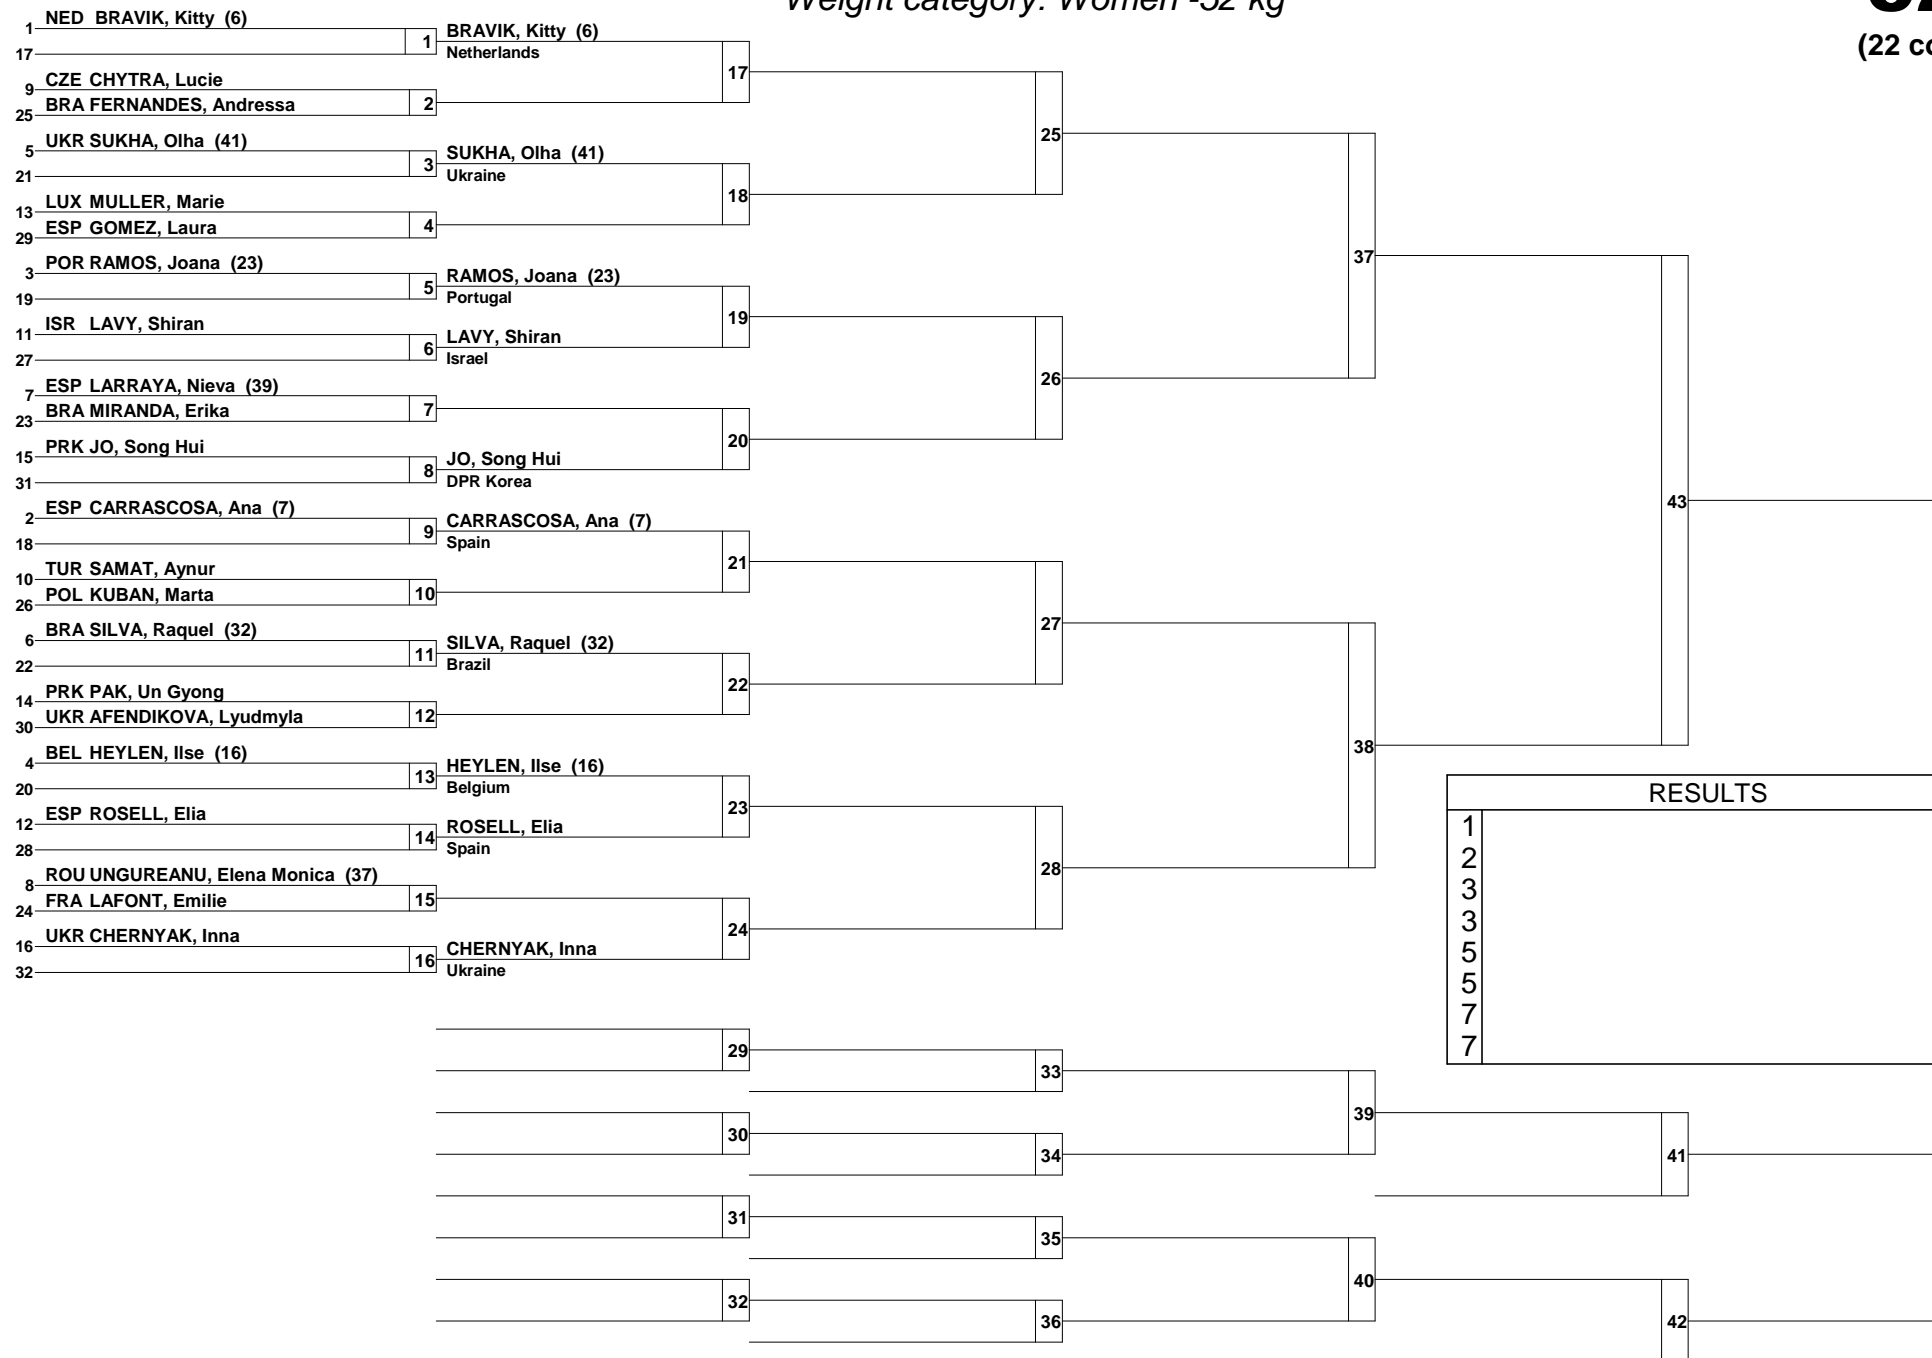 Weight category: Women -52 kg
(22 co
1 NED BRAVIK, Kitty (6)
17
1
BRAVIK, Kitty (6)
Netherlands
9 CZE CHYTRA, Lucie
25 BRA FERNANDES, Andressa
2
17
5 UKR SUKHA, Olha (41)
21
3
SUKHA, Olha (41)
Ukraine
13 LUX MULLER, Marie
29 ESP GOMEZ, Laura
4
18
25
3 POR RAMOS, Joana (23)
19
5
RAMOS, Joana (23)
Portugal
11 ISR LAVY, Shiran
27
6
LAVY, Shiran
Israel
19
7 ESP LARRAYA, Nieva (39)
23 BRA MIRANDA, Erika
7
15 PRK JO, Song Hui
31
8
JO, Song Hui
DPR Korea
20
26
37
2 ESP CARRASCOSA, Ana (7)
18
9
CARRASCOSA, Ana (7)
Spain
10 TUR SAMAT, Aynur
26 POL KUBAN, Marta
10
21
6 BRA SILVA, Raquel (32)
22
11
SILVA, Raquel (32)
Brazil
14 PRK PAK, Un Gyong
30 UKR AFENDIKOVA, Lyudmyla
12
22
27
4 BEL HEYLEN, Ilse (16)
20
13
HEYLEN, Ilse (16)
Belgium
12 ESP ROSELL, Elia
28
14
ROSELL, Elia
Spain
23
8 ROU UNGUREANU, Elena Monica (37)
24 FRA LAFONT, Emilie
15
16 UKR CHERNYAK, Inna
32
16
CHERNYAK, Inna
Ukraine
24
28
38
43
RESULTS
1
2
3
3
5
5
7
7
29
33
30
34
39
41
31
35
32
36
40
42